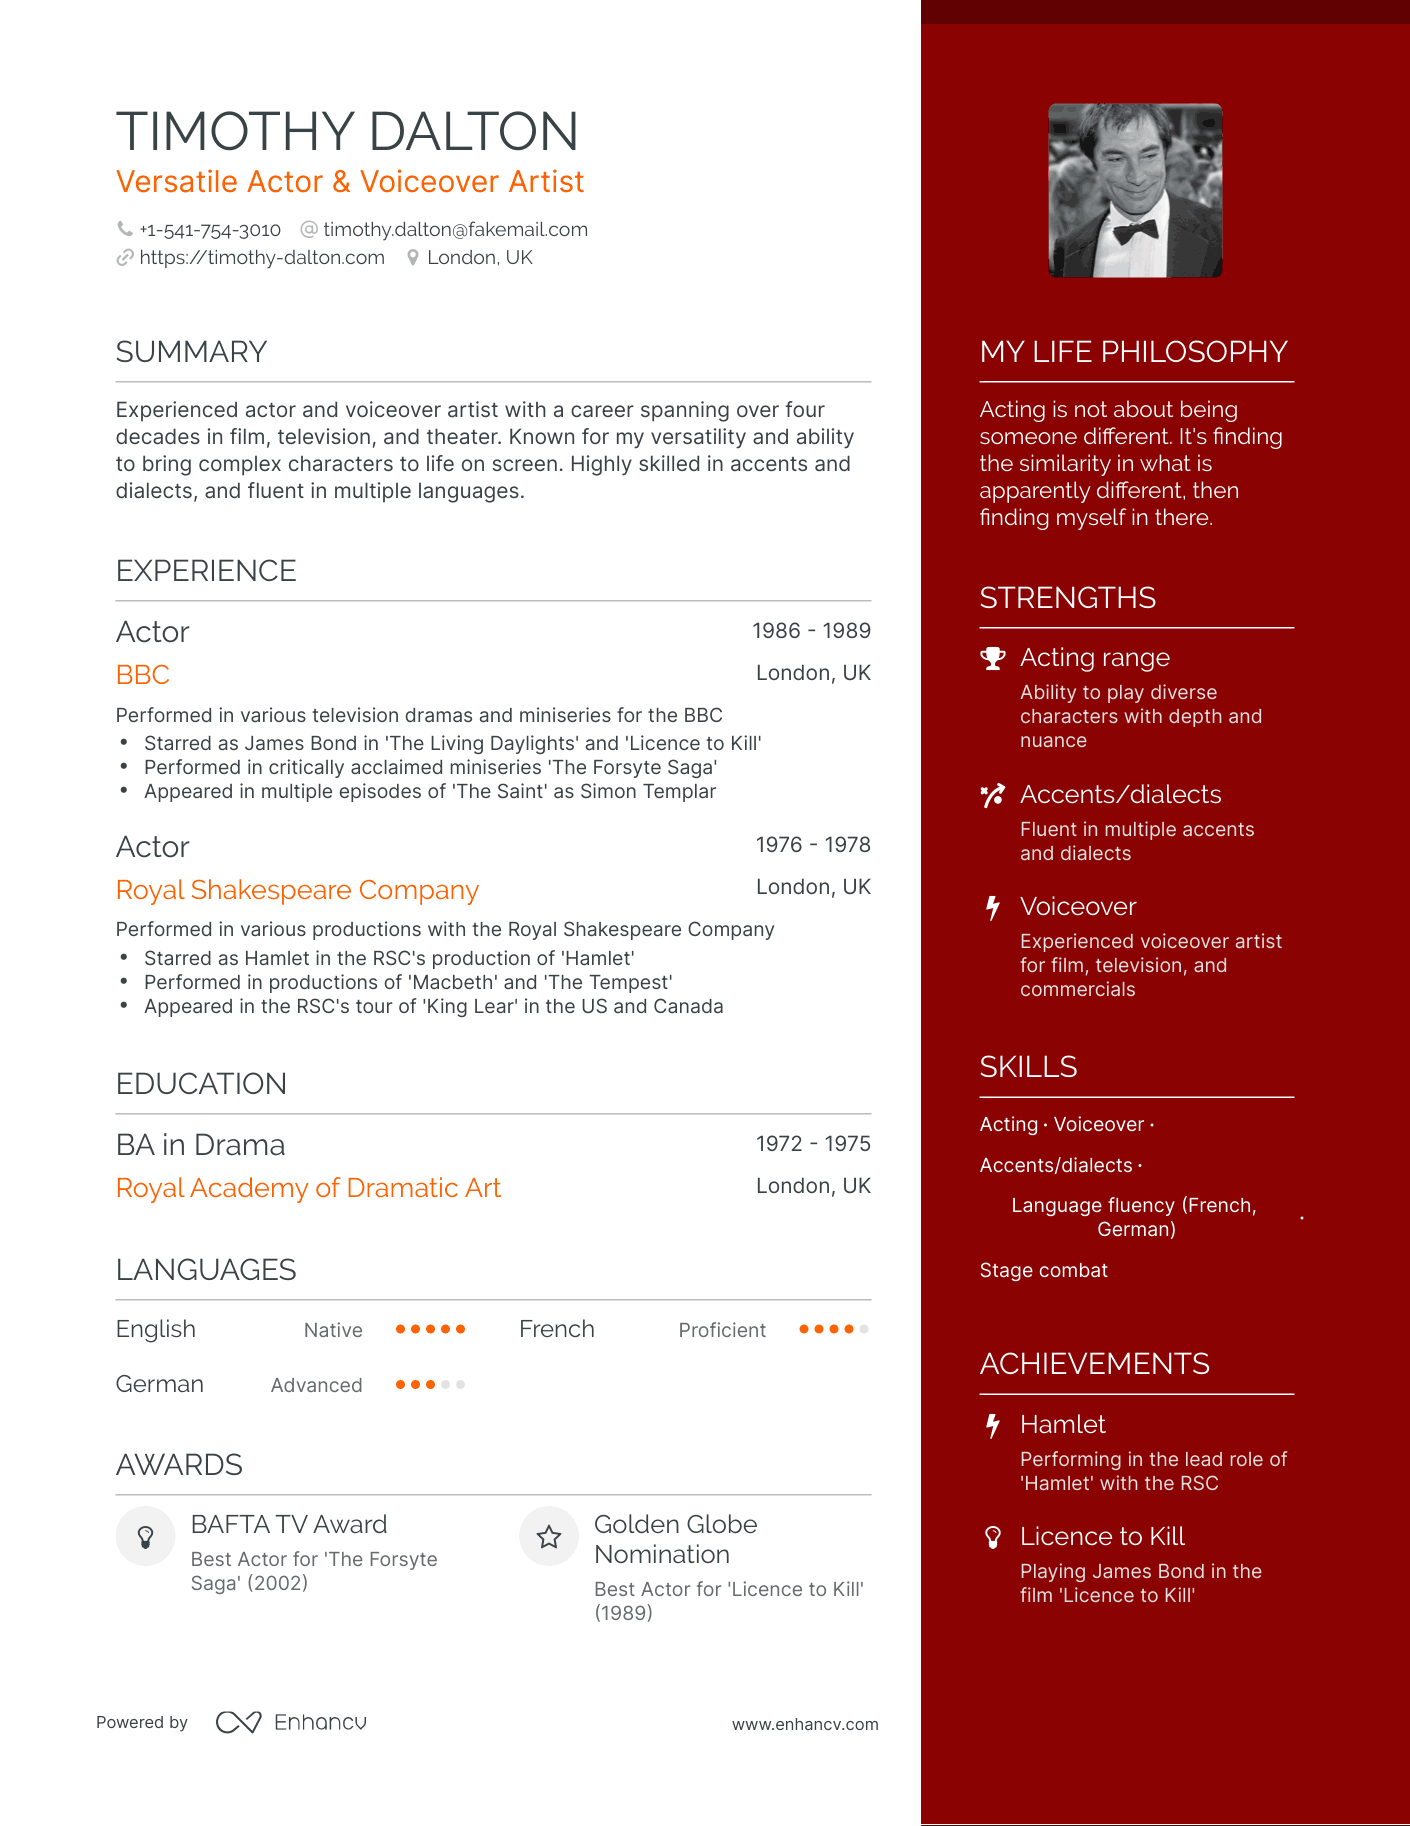 TIMOTHY DALTON
Versatile Actor & Voiceover Artist
+1-541-754-3010 timothy.dalton@fakemail.com
https://timothy-dalton.com London, UK
SUMMARY
Experienced actor and voiceover artist with a career spanning over four
decades in film, television, and theater. Known for my versatility and ability
to bring complex characters to life on screen. Highly skilled in accents and
dialects, and fluent in multiple languages.
EXPERIENCE
Actor 1986 - 1989
BBC London, UK
Performed in various television dramas and miniseries for the BBC
• Starred as James Bond in 'The Living Daylights' and 'Licence to Kill'
• Performed in critically acclaimed miniseries 'The Forsyte Saga'
• Appeared in multiple episodes of 'The Saint' as Simon Templar
Actor 1976 - 1978
Royal Shakespeare Company London, UK
Performed in various productions with the Royal Shakespeare Company
• Starred as Hamlet in the RSC's production of 'Hamlet'
• Performed in productions of 'Macbeth' and 'The Tempest'
• Appeared in the RSC's tour of 'King Lear' in the US and Canada
EDUCATION
BA in Drama 1972 - 1975
Royal Academy of Dramatic Art London, UK
LANGUAGES
English Native French Proficient
German Advanced
AWARDS
BAFTA TV Award
Best Actor for 'The Forsyte
Saga' (2002)
Golden Globe
Nomination
Best Actor for 'Licence to Kill'
(1989)
Powered by Enhancv www.enhancv.com
MY LIFE PHILOSOPHY
Acting is not about being
someone different. It's finding
the similarity in what is
apparently different, then
finding myself in there.
STRENGTHS
Acting range
Ability to play diverse
characters with depth and
nuance
Accents/dialects
Fluent in multiple accents
and dialects
Voiceover
Experienced voiceover artist
for film, television, and
commercials
SKILLS
Acting · Voiceover ·
Accents/dialects ·
Language fluency (French, ·
German)
Stage combat
ACHIEVEMENTS
Hamlet
Performing in the lead role of
'Hamlet' with the RSC
Licence to Kill
Playing James Bond in the
film 'Licence to Kill'